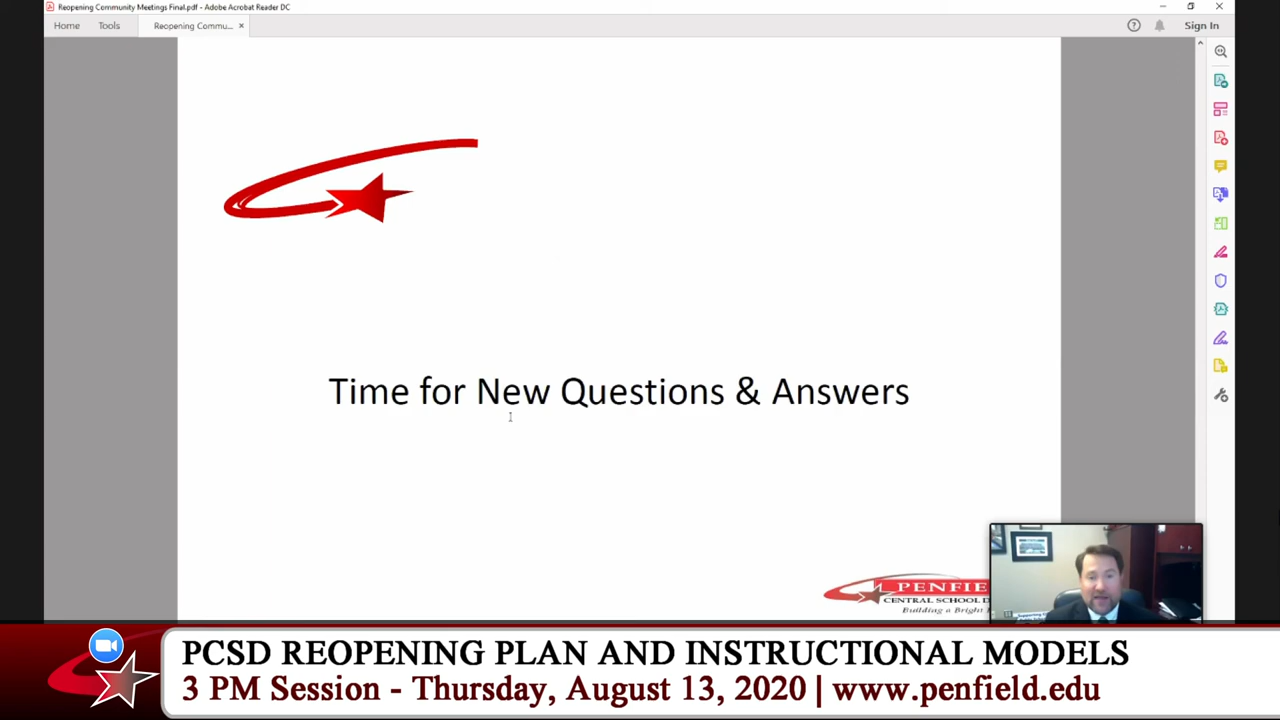 Reopening Community Meetings Final.pdf - Adobe Acrobat Reader DC
Home Tools Reopening Commu... × Sign In
Time for New Questions & Answers
PENFIE
CENTRAL SCHOOL D
Building a Bright
PCSD REOPENING PLAN AND INSTRUCTIONAL MODELS
3 PM Session - Thursday, August 13, 2020 | www.penfield.edu